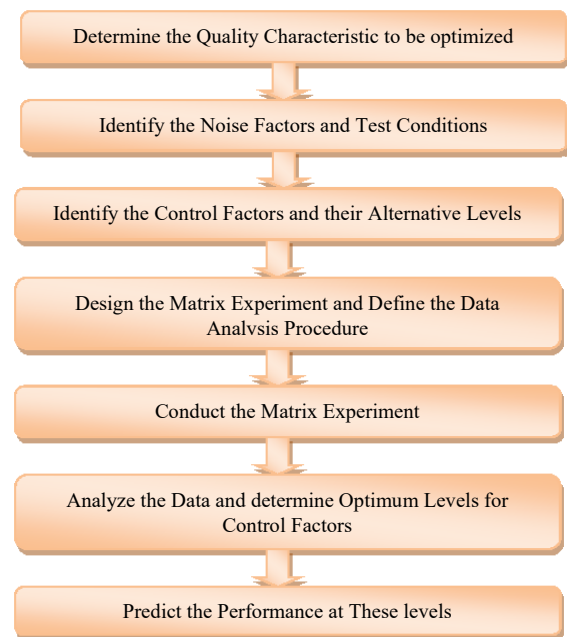 Determine the Quality Characteristic to be optimized
Identify the Noise Factors and Test Conditions
Identify the Control Factors and their Alternative Levels
Design the Matrix Experiment and Define the Data
Analysis Procedure
Conduct the Matrix Experiment
Analyze the Data and determine Optimum Levels for
Control Factors
Predict the Performance at These levels